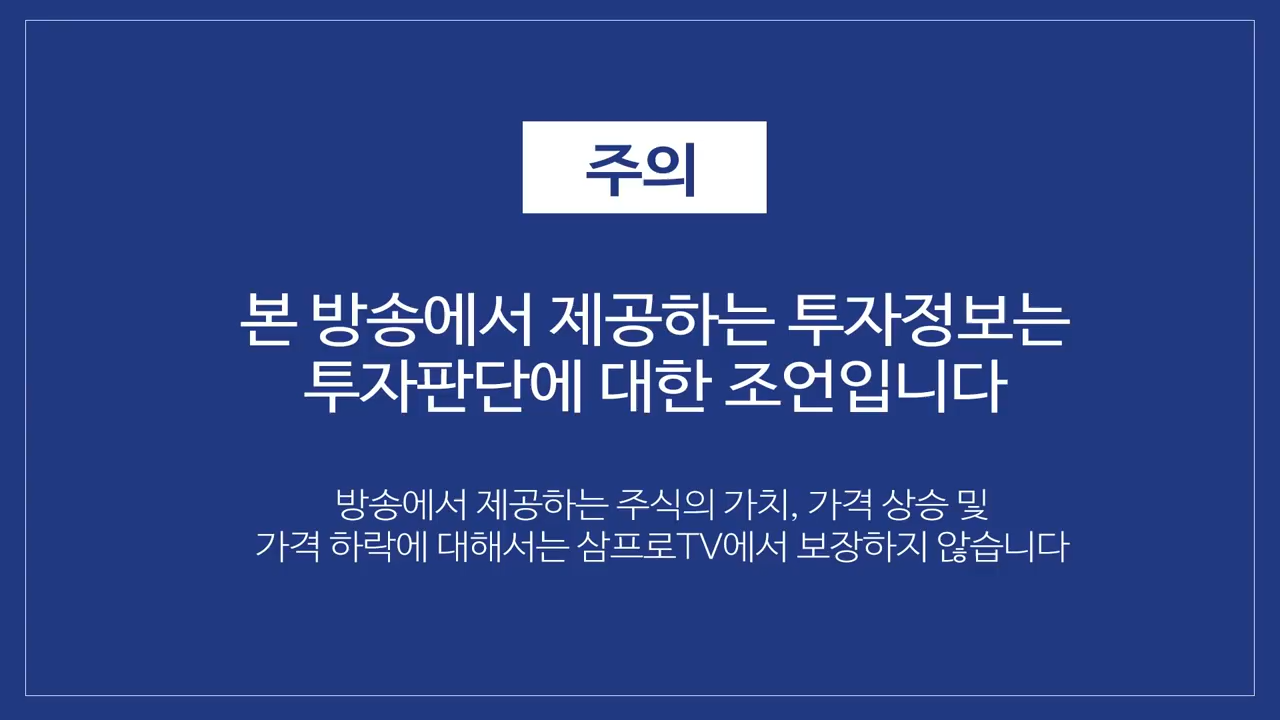 주의
본 방송에서 제공하는 투자정보는
투자판단에 대한 조언입니다
방송에서 제공하는 주식의 가치, 가격 상승 및
가격 하락에 대해서는 삼프로TV에서 보장하지 않습니다